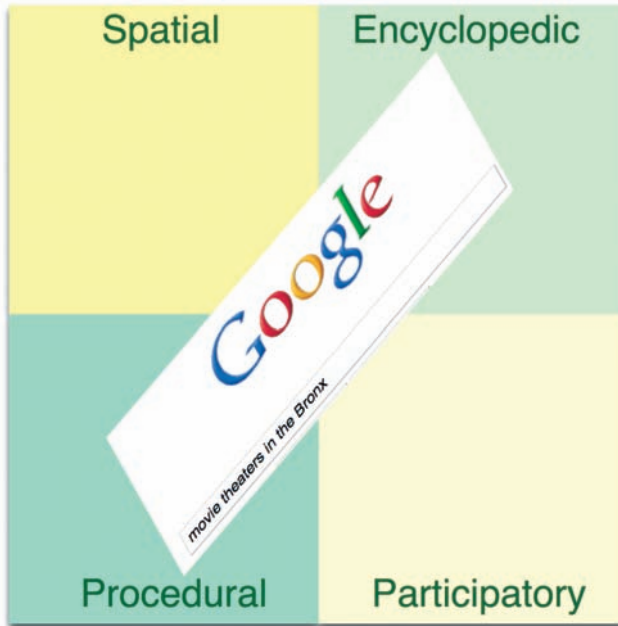 Spatial
Encyclopedic
Google
movie theaters in the Bronx
Procedural
Participatory